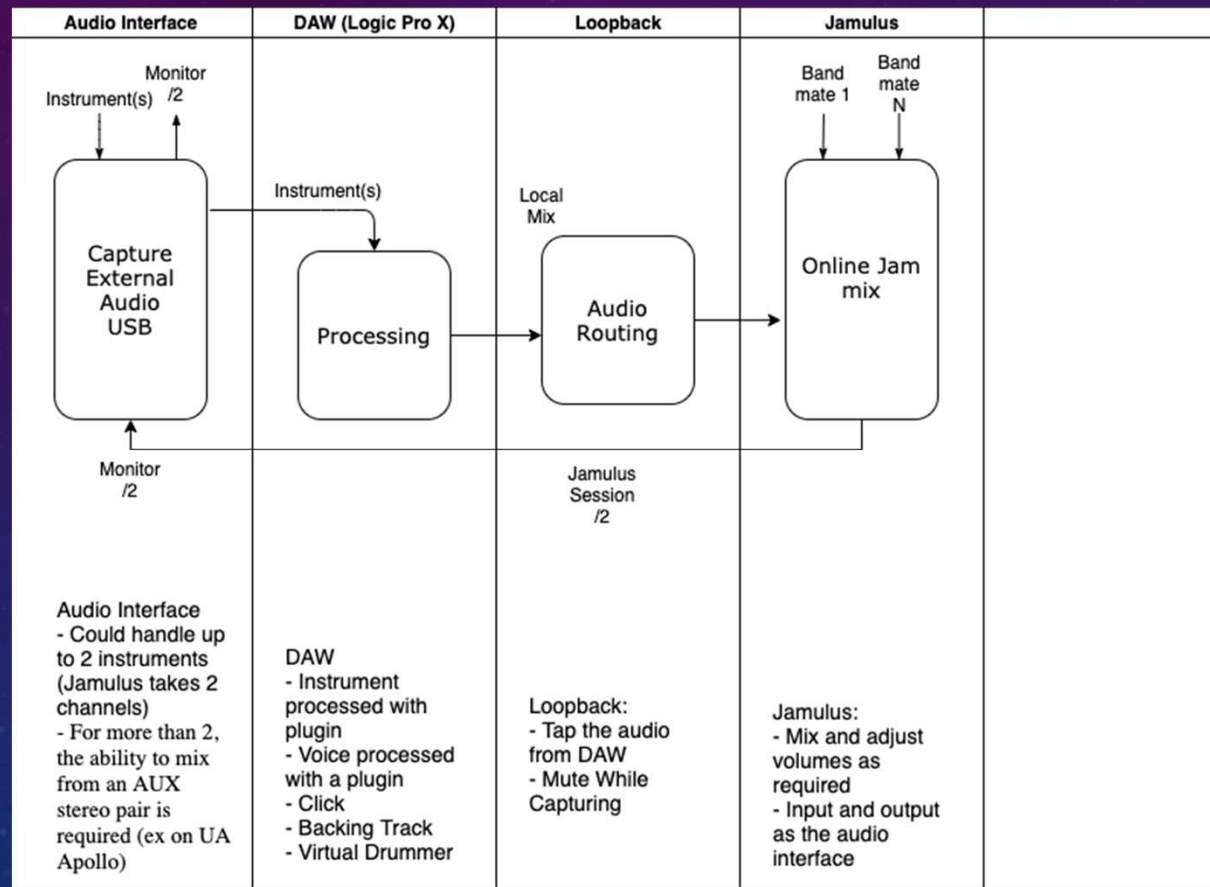 Audio Interface
DAW (Logic Pro X)
Loopback
Jamulus
Instrument(s)
Monitor
/2
Capture
External
Audio
USB
Monitor
/2
Instrument(s)
Processing
Local
Mix
Audio
Routing
Jamulus
Session
/2
Band
mate 1
Band
mate
N
Online Jam
mix
Audio Interface
- Could handle up
to 2 instruments
(Jamulus takes 2
channels)
- For more than 2,
the ability to mix
from an AUX
stereo pair is
required (ex on UA
Apollo)
DAW
- Instrument
processed with
plugin
- Voice processed
with a plugin
- Click
- Backing Track
- Virtual Drummer
Loopback:
- Tap the audio
from DAW
- Mute While
Capturing
Jamulus:
- Mix and adjust
volumes as
required
- Input and output
as the audio
interface